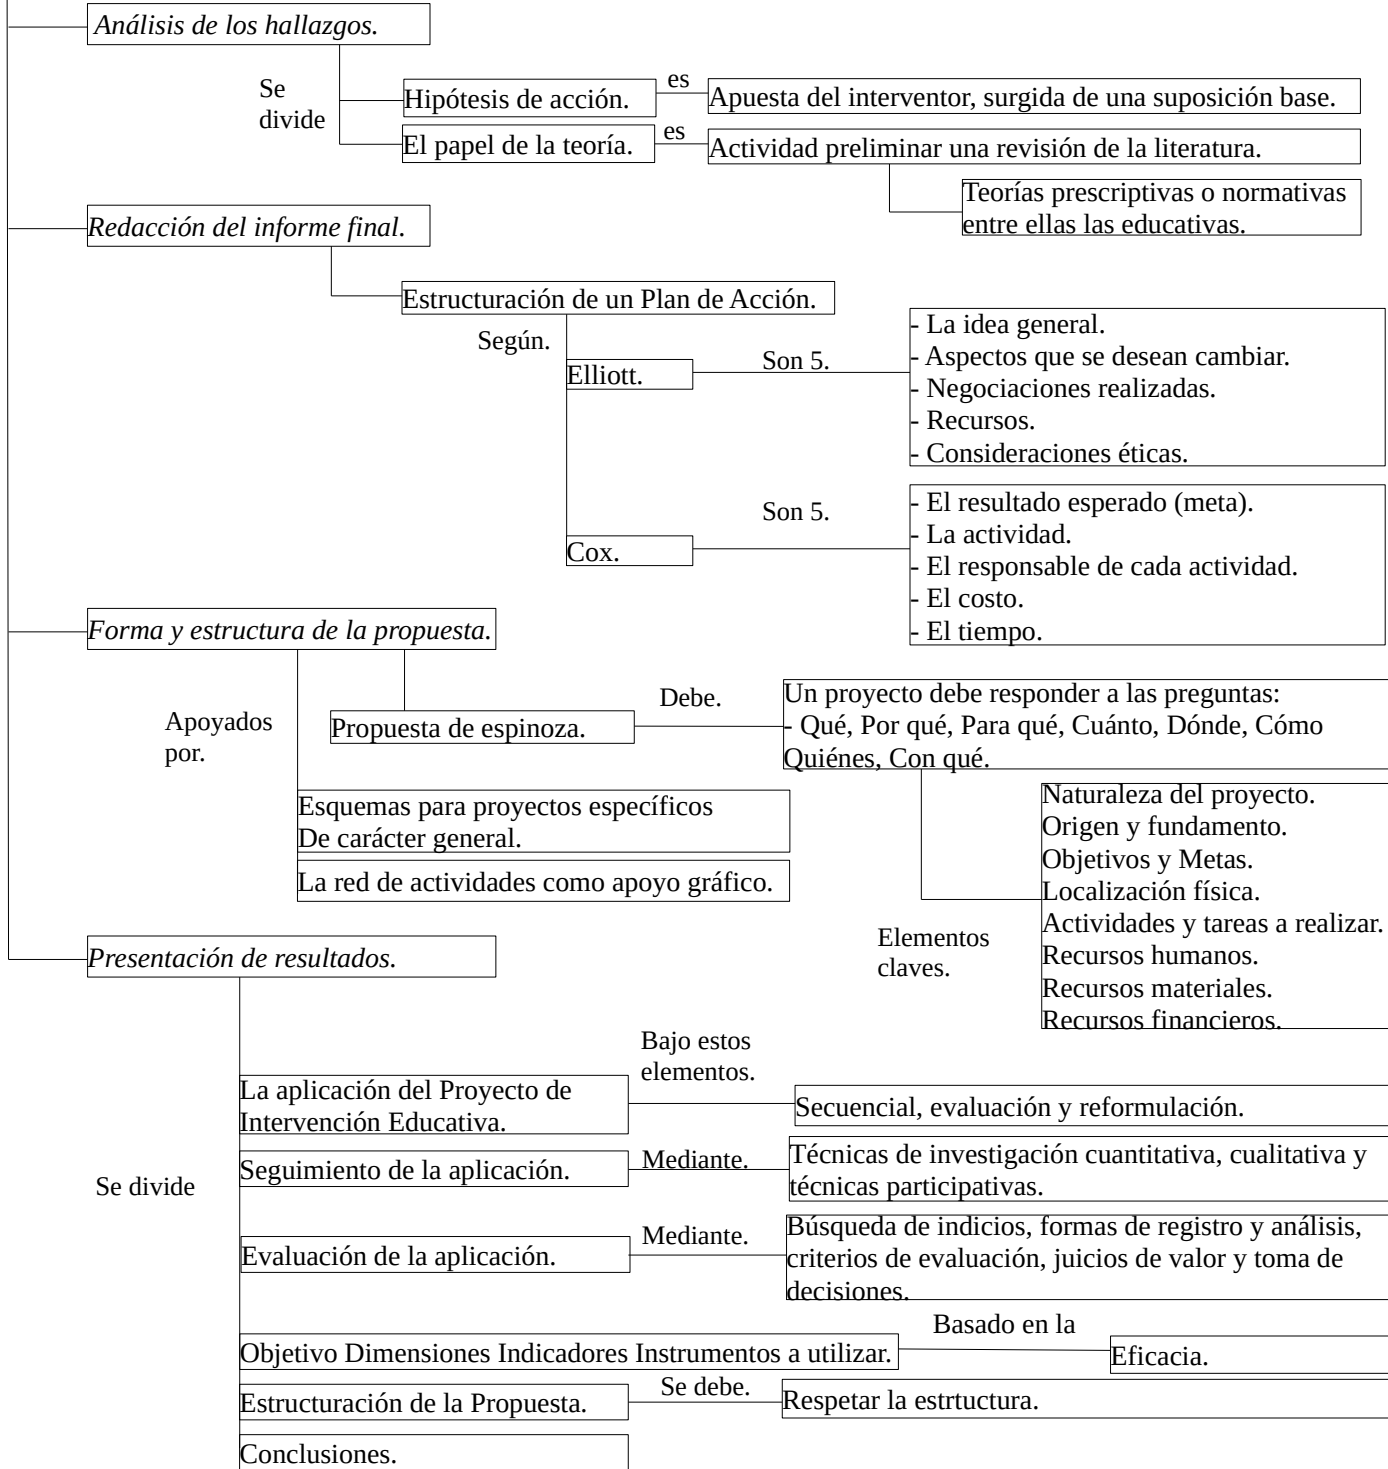 Análisis de los hallazgos.
Se
divide
Hipótesis de acción.
es
Apuesta del interventor, surgida de una suposición base.
El papel de la teoría.
es
Actividad preliminar una revisión de la literatura.
Teorías prescriptivas o normativas
entre ellas las educativas.
Redacción del informe final.
Estructuración de un Plan de Acción.
Según.
Elliott.
Son 5.
- La idea general.
- Aspectos que se desean cambiar.
- Negociaciones realizadas.
- Recursos.
- Consideraciones éticas.
Cox.
Son 5.
- El resultado esperado (meta).
- La actividad.
- El responsable de cada actividad.
- El costo.
- El tiempo.
Forma y estructura de la propuesta.
Apoyados
por.
Propuesta de espinoza.
Debe.
Un proyecto debe responder a las preguntas:
- Qué, Por qué, Para qué, Cuánto, Dónde, Cómo
Quiénes, Con qué.
Esquemas para proyectos específicos
De carácter general.
La red de actividades como apoyo gráfico.
Elementos
claves.
Naturaleza del proyecto.
Origen y fundamento.
Objetivos y Metas.
Localización física.
Actividades y tareas a realizar.
Recursos humanos.
Recursos materiales.
Recursos financieros.
Presentación de resultados.
Se divide
La aplicación del Proyecto de
Intervención Educativa.
Bajo estos
elementos.
Secuencial, evaluación y reformulación.
Seguimiento de la aplicación.
Mediante.
Técnicas de investigación cuantitativa, cualitativa y
técnicas participativas.
Evaluación de la aplicación.
Mediante.
Búsqueda de indicios, formas de registro y análisis,
criterios de evaluación, juicios de valor y toma de
decisiones.
Objetivo Dimensiones Indicadores Instrumentos a utilizar.
Basado en la
Eficacia.
Estructuración de la Propuesta.
Se debe.
Respetar la estrtuctura.
Conclusiones.